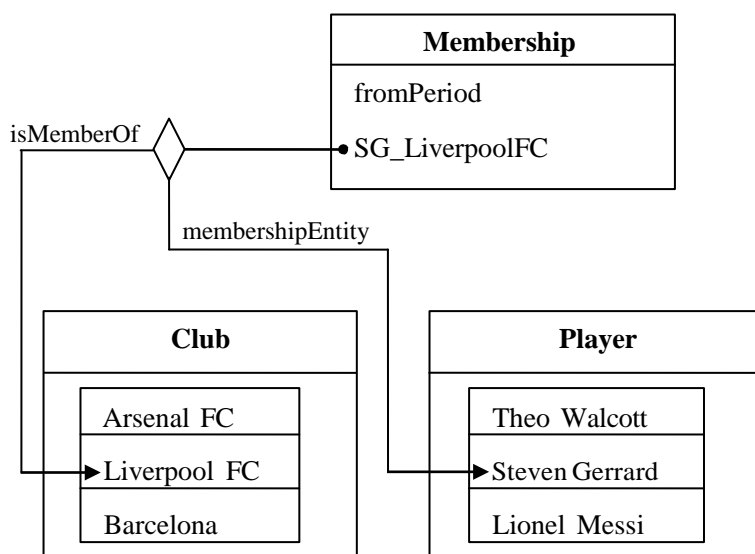 Membership
fromPeriod
isMemberOf
SG_LiverpoolFC
membershipEntity
Club
Player
Arsenal FC
Theo Walcott
Liverpool FC
Steven Gerrard
Barcelona
Lionel Messi